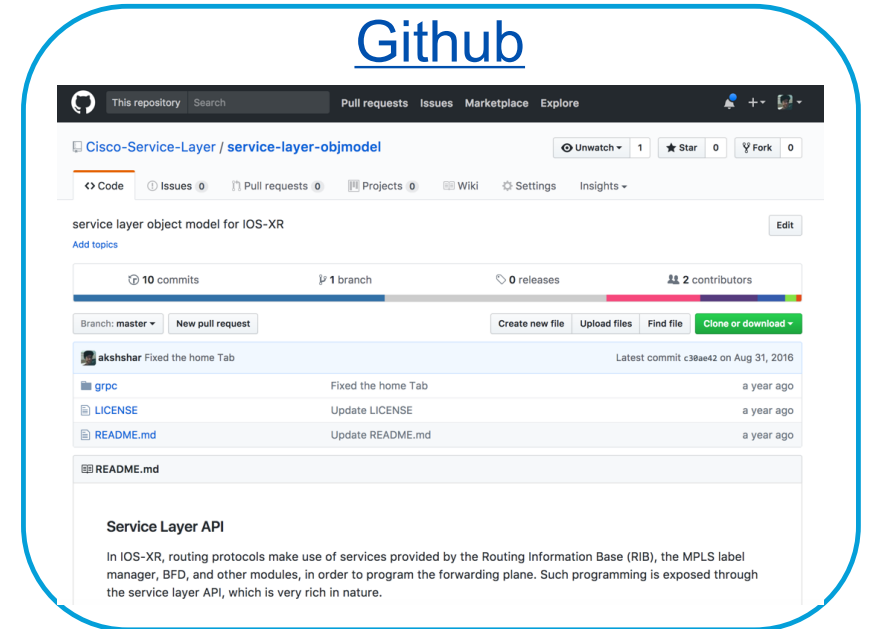 Github
This repository Search Pull requests Issues Marketplace Explore
Cisco-Service-Layer / service-layer-objmodel Unwatch 1 Star 0 Fork 0
Code Issues 0 Pull requests 0 Projects 0 Wiki Settings Insights
service layer object model for IOS-XR Edit
Add topics
10 commits 1 branch 0 releases 2 contributors
Branch: master New pull request Create new file Upload files Find file Clone or download
akshshar Fixed the home Tab Latest commit c30ae42 on Aug 31, 2016
grpc Fixed the home Tab a year ago
LICENSE Update LICENSE a year ago
README.md Update README.md a year ago
README.md
Service Layer API
In IOS-XR, routing protocols make use of services provided by the Routing Information Base (RIB), the MPLS label
manager, BFD, and other modules, in order to program the forwarding plane. Such programming is exposed through
the service layer API, which is very rich in nature.